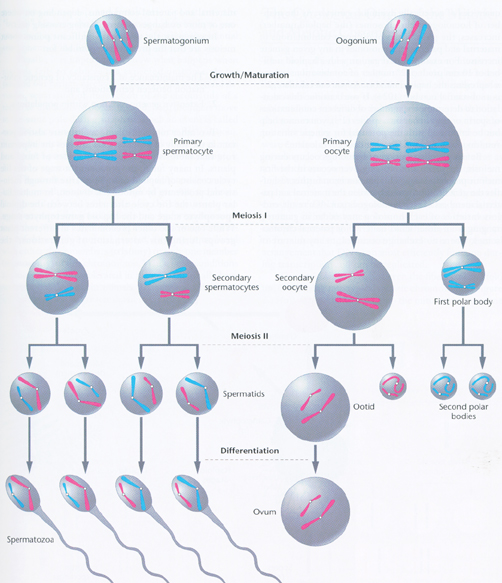 Spermatogonium
Oogonium
Growth/Maturation
Primary
spermatocyte
Primary
oocyte
Meiosis I
Secondary
spermatocytes
Secondary
oocyte
First polar body
Meiosis II
Spermatids
Ootid
Second polar
bodies
Differentiation
Ovum
Spermatozoa